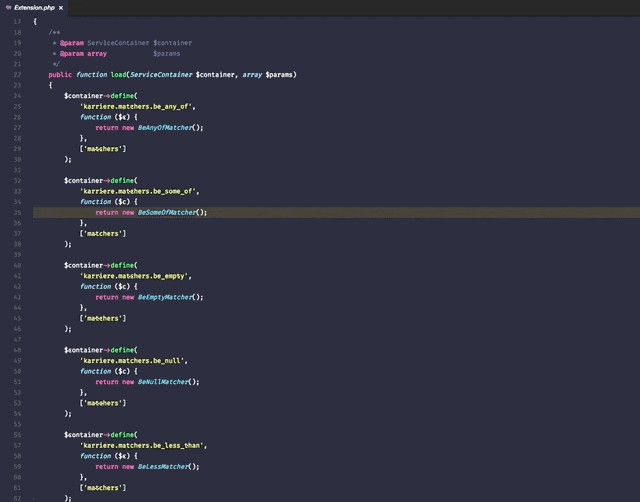 Extension.php ×
17 {
18 /**
19 * @param ServiceContainer $container
20 * @param array $params
21 */
22 public function load(ServiceContainer $container, array $params)
23 {
24 $container->define(
25 'karriere.matchers.be_any_of',
26 function ($c) {
27 return new BeAnyOfMatcher();
28 },
29 ['matchers']
30 );
31
32 $container->define(
33 'karriere.matchers.be_some_of',
34 function ($c) {
35 return new BeSomeOfMatcher();
36 },
37 ['matchers']
38 );
39
40 $container->define(
41 'karriere.matchers.be_empty',
42 function ($c) {
43 return new BeEmptyMatcher();
44 },
45 ['matchers']
46 );
47
48 $container->define(
49 'karriere.matchers.be_null',
50 function ($c) {
51 return new BeNullMatcher();
52 },
53 ['matchers']
54 );
55
56 $container->define(
57 'karriere.matchers.be_less_than',
58 function ($c) {
59 return new BeLessMatcher();
60 },
61 ['matchers']
62 );